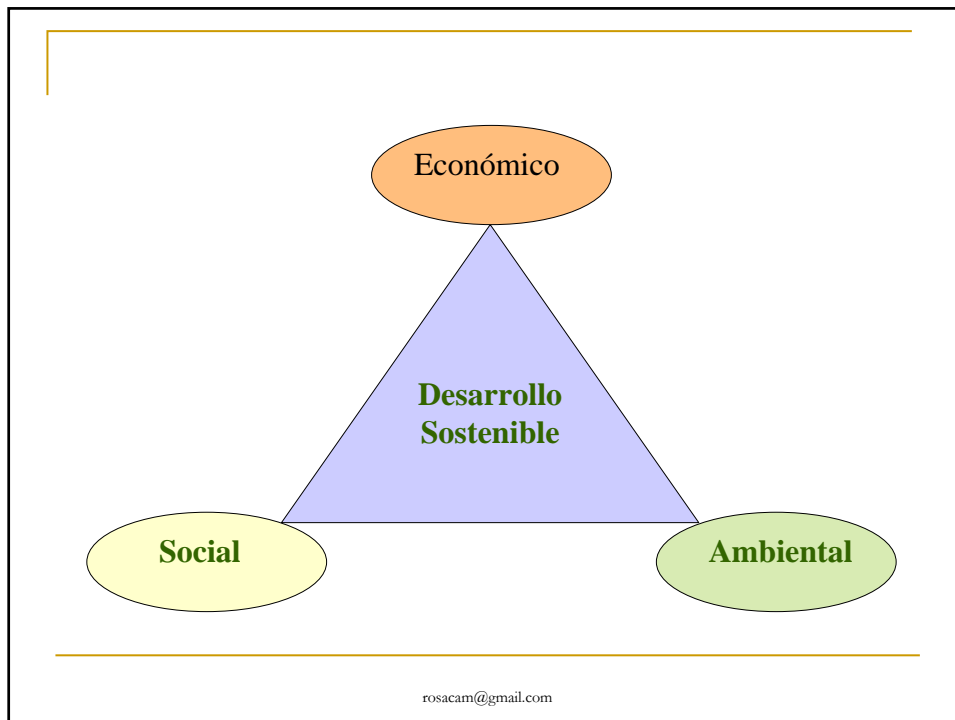 Económico
Desarrollo
Sostenible
Social
Ambiental
rosacam@gmail.com